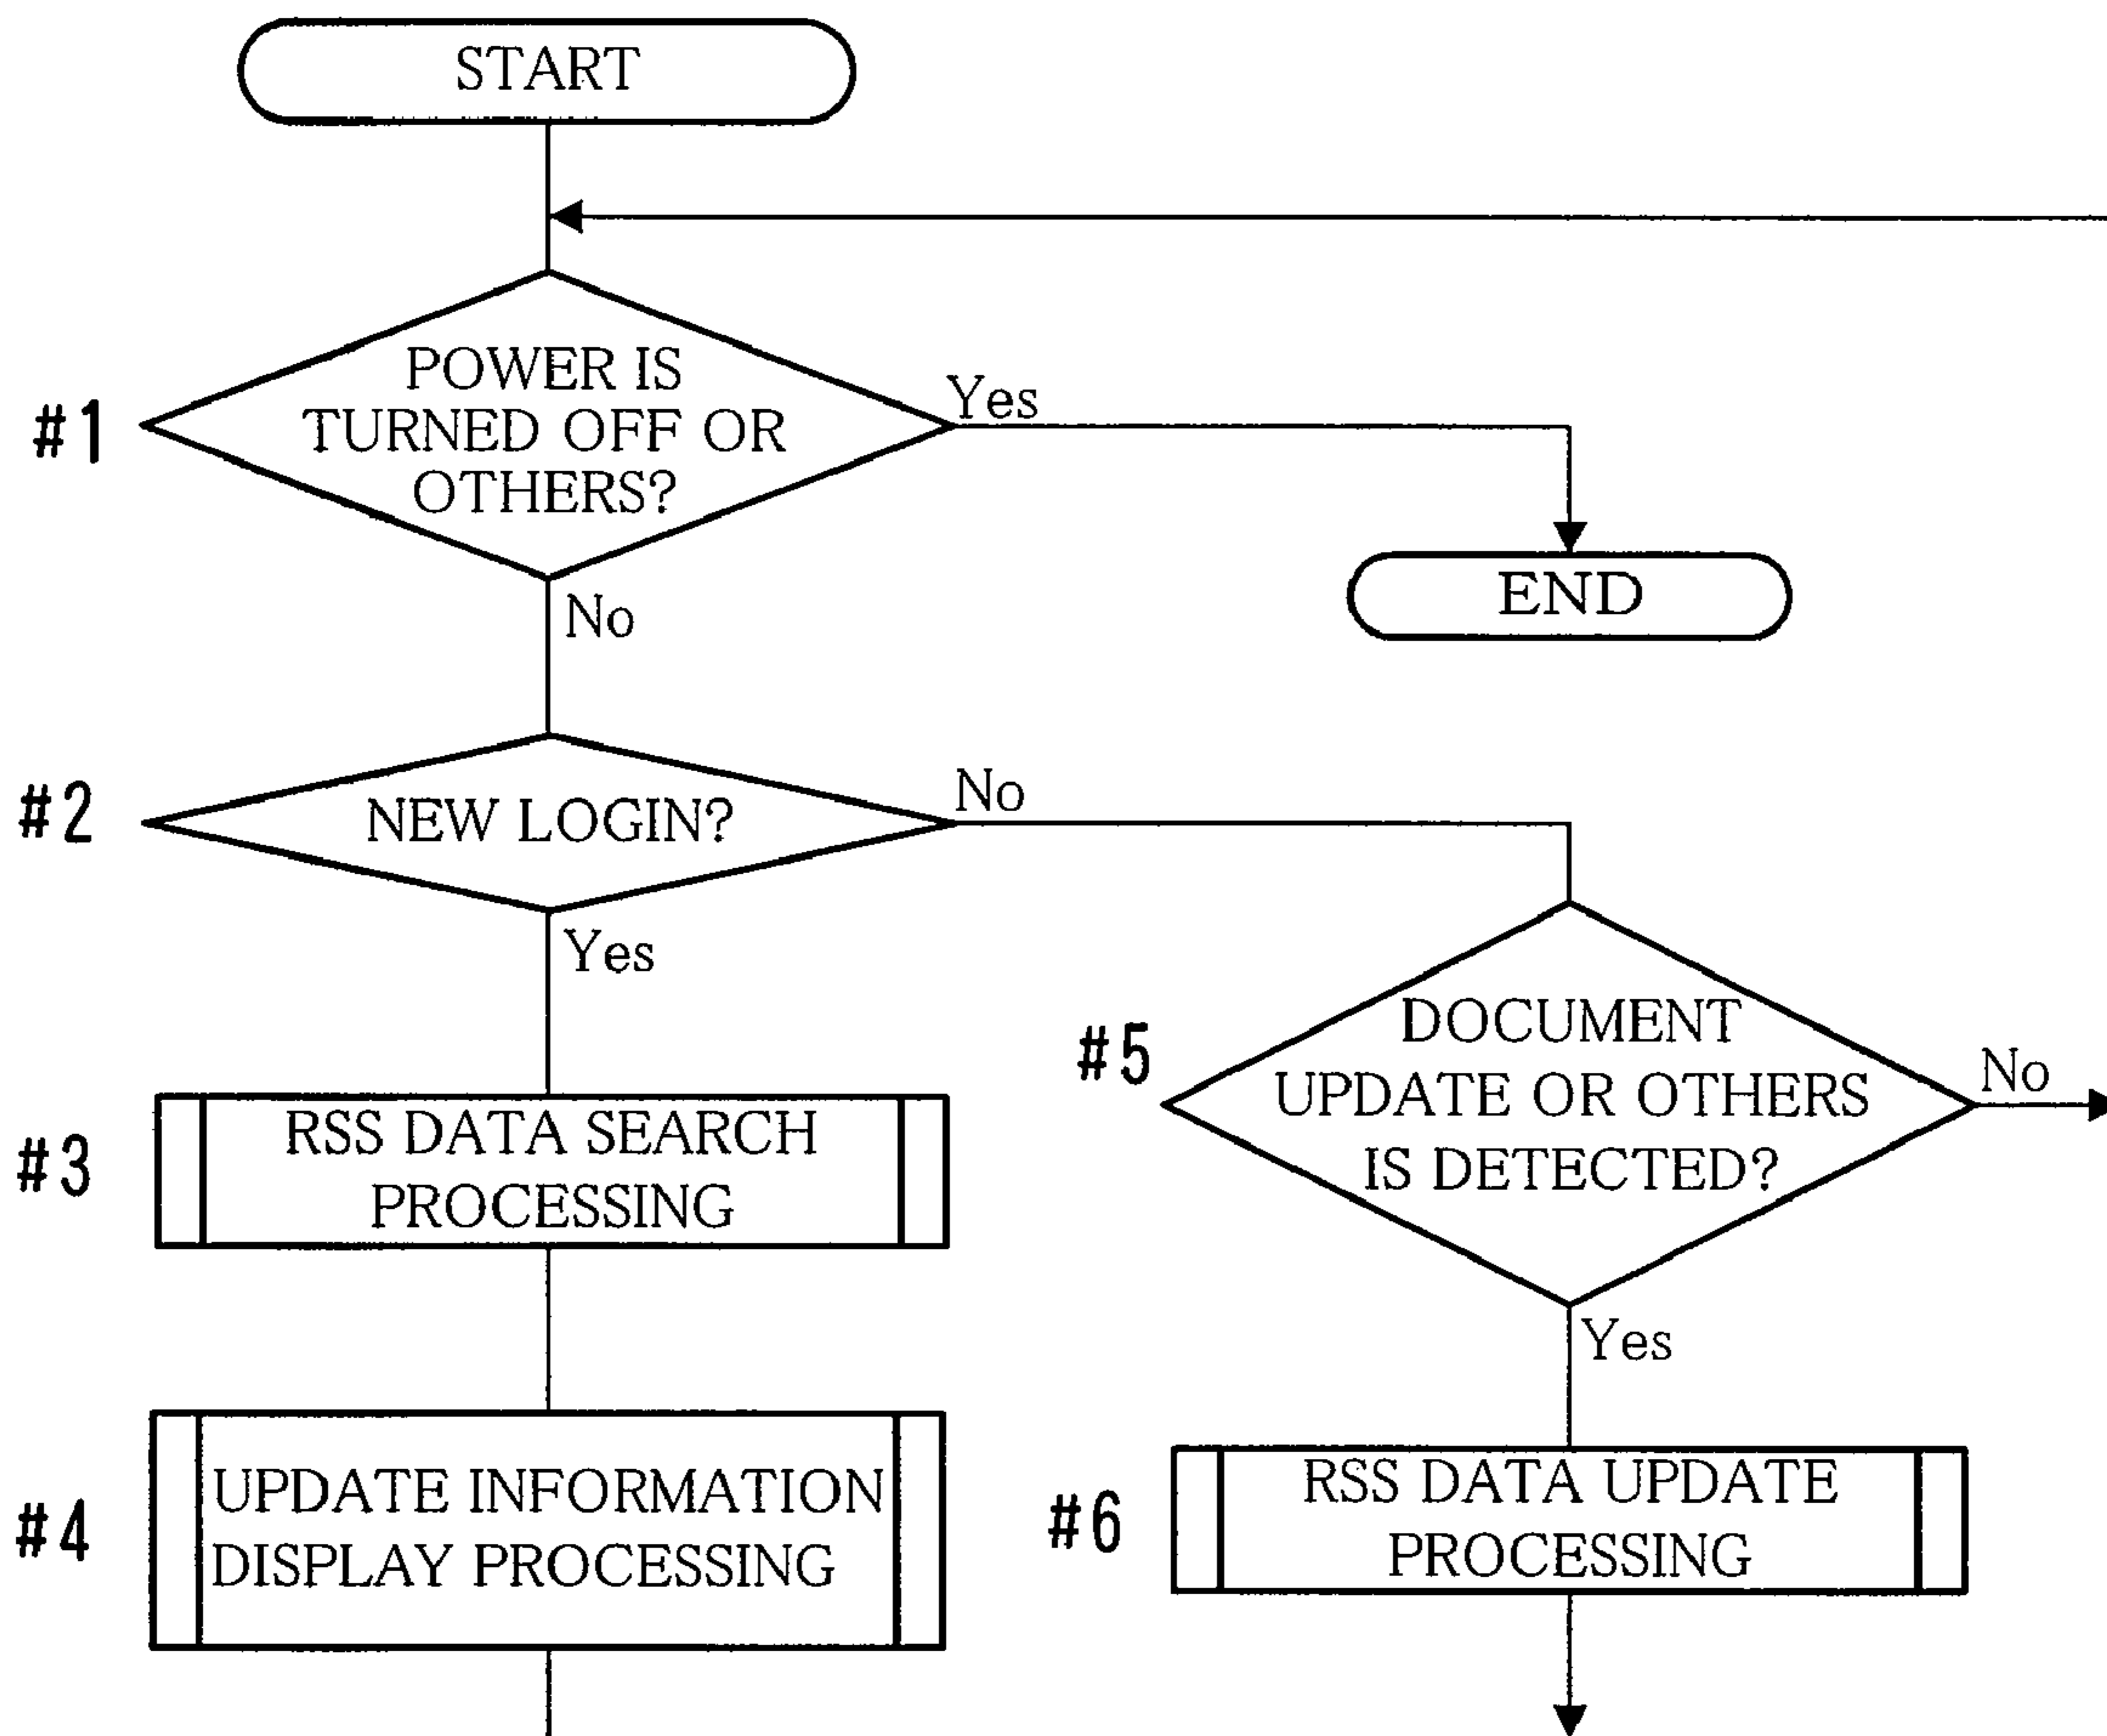 START
#1
POWER IS
TURNED OFF OR
OTHERS?
Yes
END
No
#2
NEW LOGIN?
No
Yes
#5
DOCUMENT
UPDATE OR OTHERS
IS DETECTED?
No
Yes
#3
RSS DATA SEARCH
PROCESSING
#4
UPDATE INFORMATION
DISPLAY PROCESSING
#6
RSS DATA UPDATE
PROCESSING